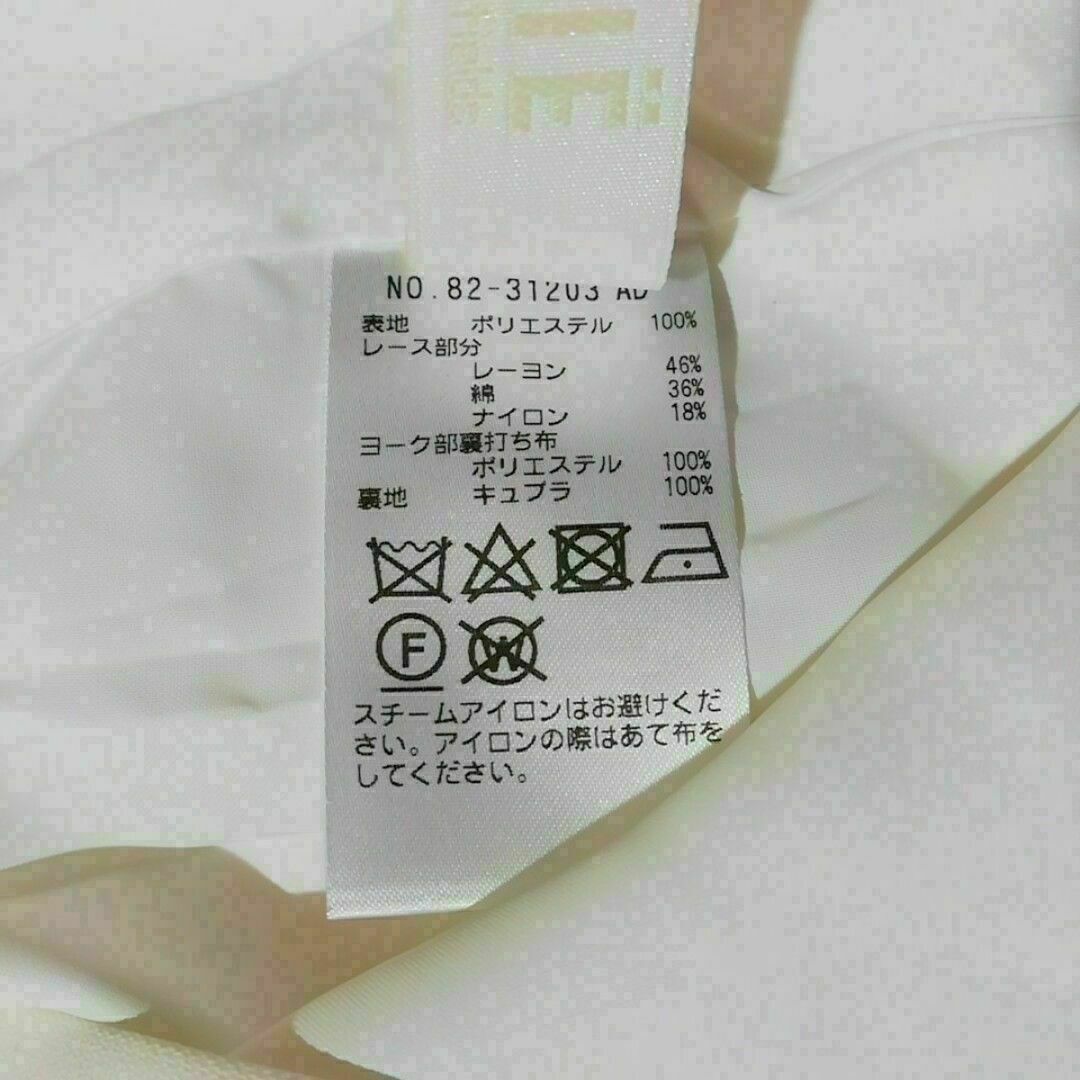 NO.82-31203 AD
表地 ポリエステル 100%
レース部分
レーヨン 46%
綿 36%
ナイロン 18%
ヨーク部裏打ち布
ポリエステル 100%
裏地 キュプラ 100%
F W
スチームアイロンはお避けくだ
さい。アイロンの際はあて布を
してください。